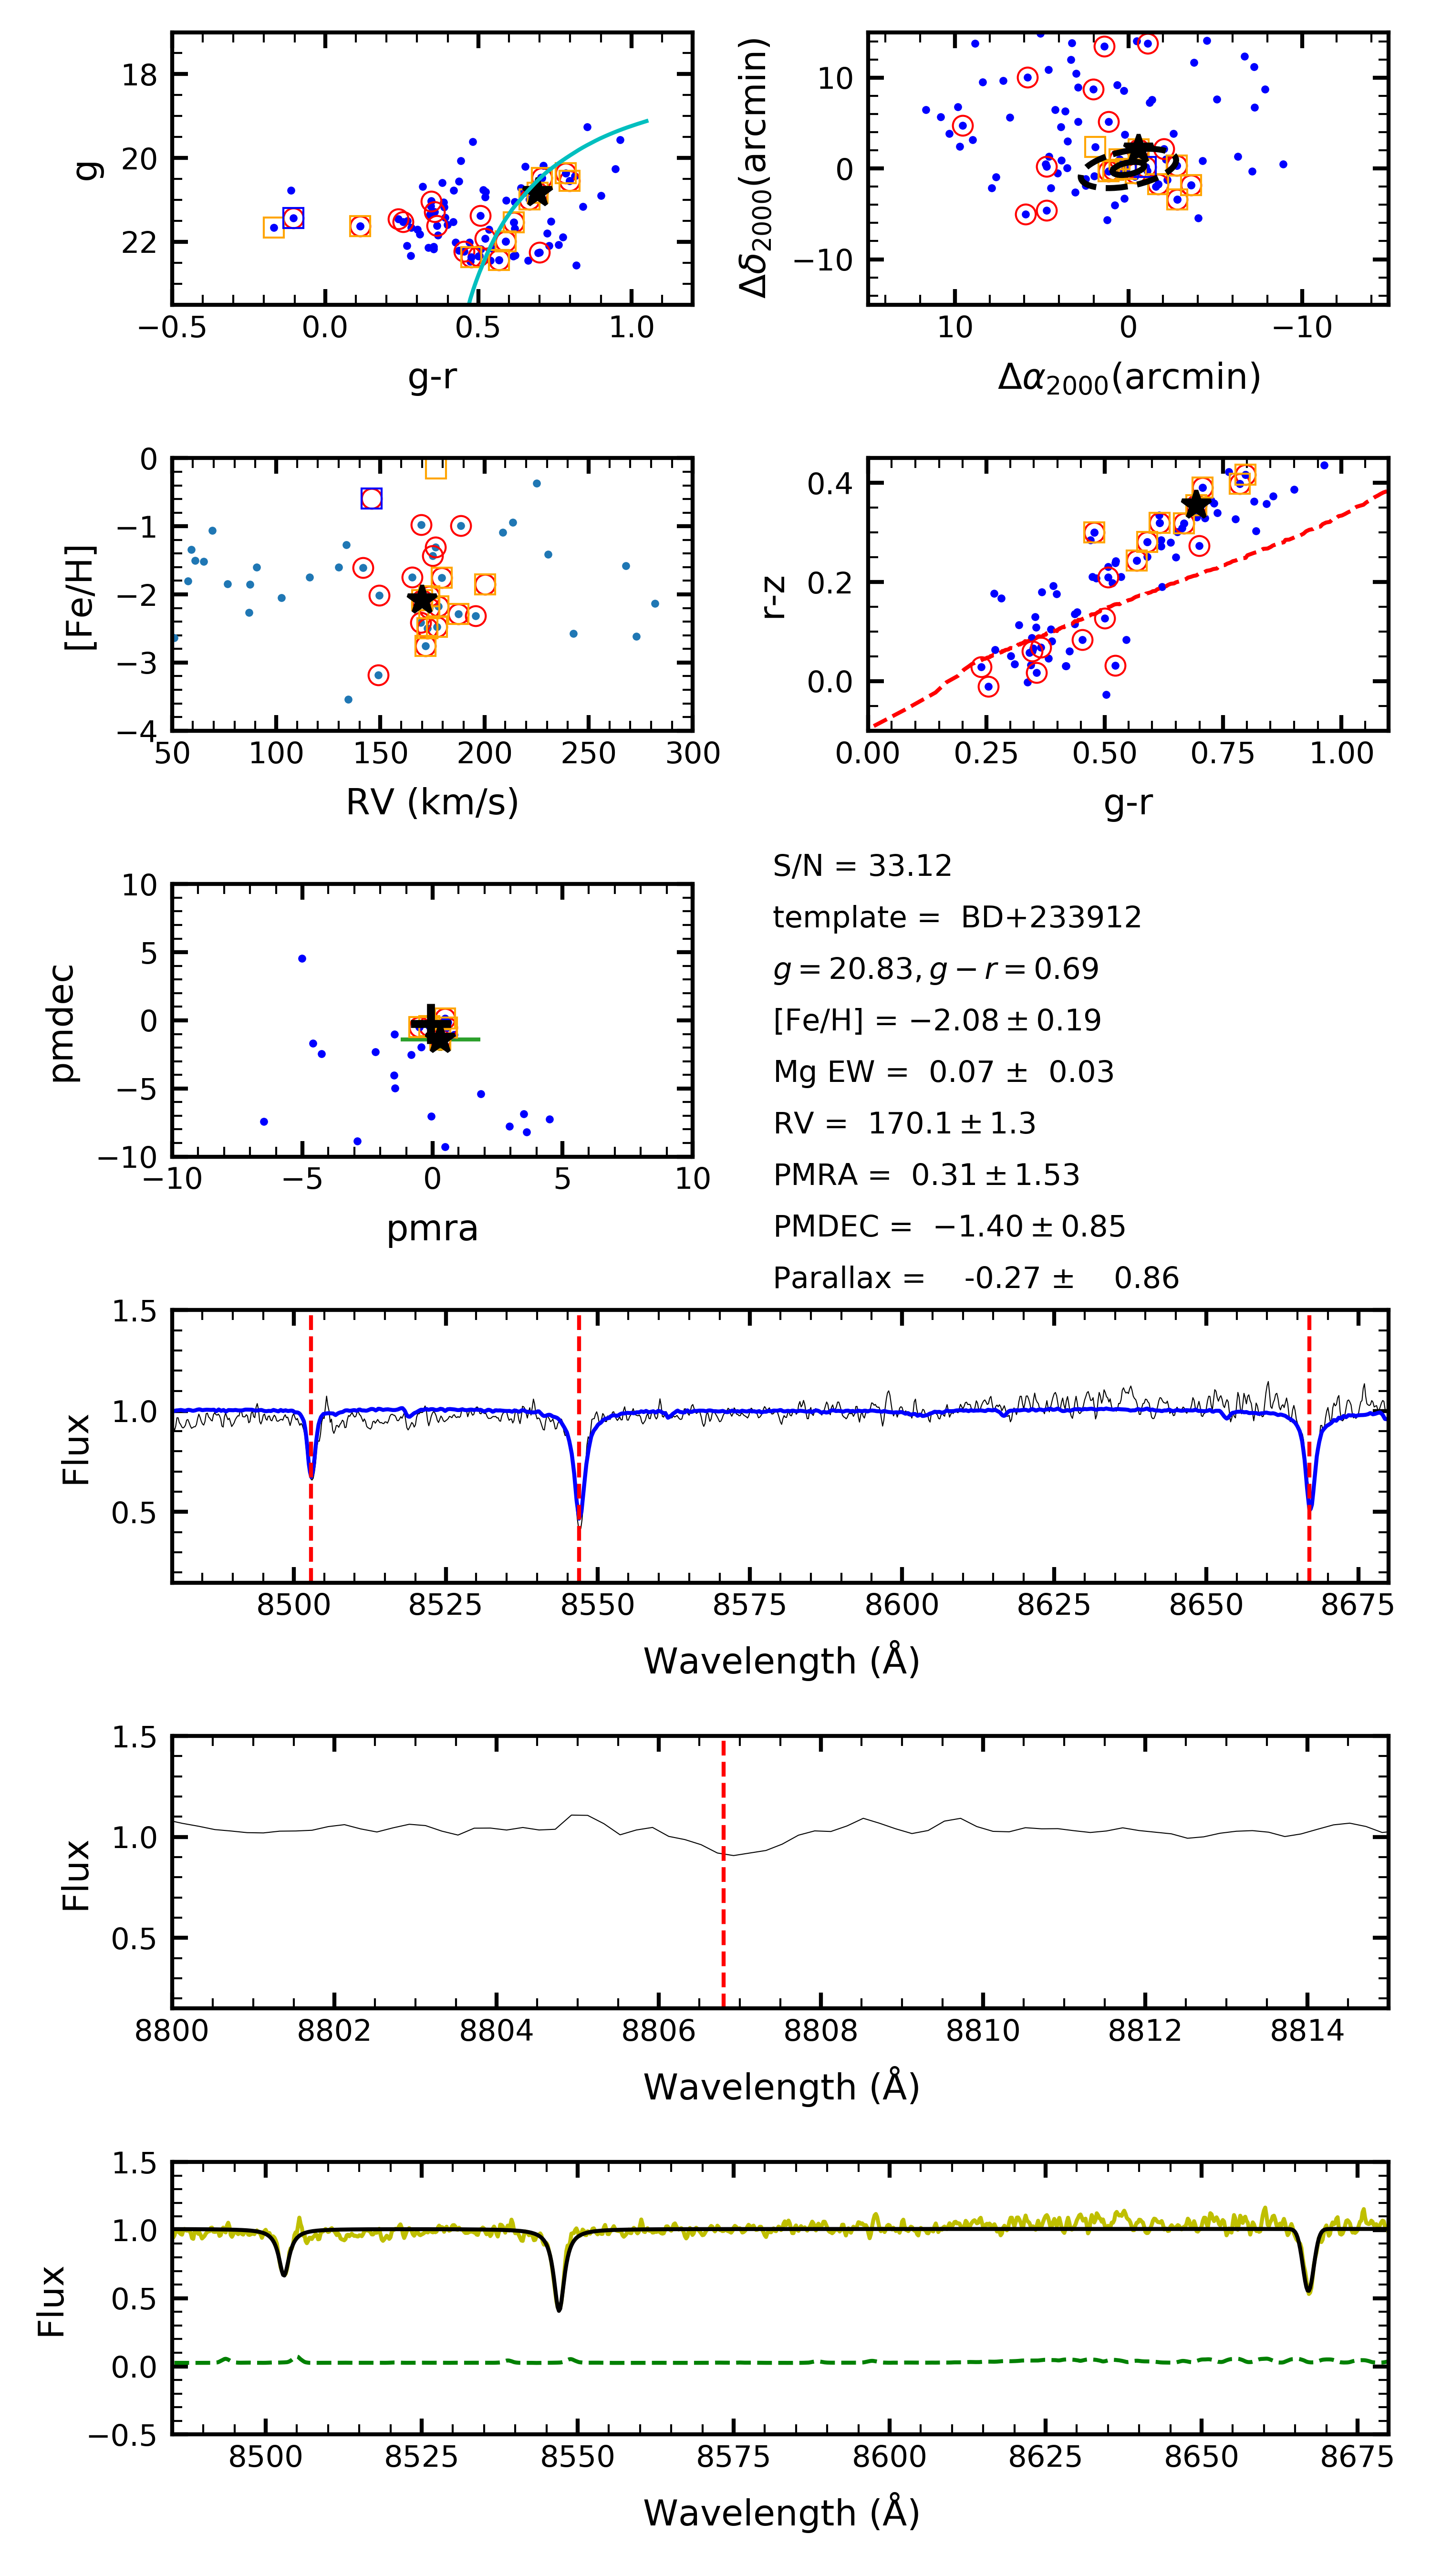 18
20
22
g
−0.5 0.0 0.5 1.0
g-r
10
0
−10
Δδ2000(arcmin)
10 0 −10
Δα2000(arcmin)
0
−1
−2
−3
−4
[Fe/H]
50 100 150 200 250 300
RV (km/s)
0.4
0.2
0.0
r-z
0.00 0.25 0.50 0.75 1.00
g-r
10
5
0
−5
−10
pmdec
−10 −5 0 5 10
pmra
S/N = 33.12
template = BD+233912
g = 20.83, g − r = 0.69
[Fe/H] = −2.08 ± 0.19
Mg EW = 0.07 ± 0.03
RV = 170.1 ± 1.3
PMRA = 0.31 ± 1.53
PMDEC = −1.40 ± 0.85
Parallax = -0.27 ± 0.86
1.5
1.0
0.5
Flux
8500 8525 8550 8575 8600 8625 8650 8675
Wavelength (Å)
1.5
1.0
0.5
Flux
8800 8802 8804 8806 8808 8810 8812 8814
Wavelength (Å)
1.5
1.0
0.5
0.0
−0.5
Flux
8500 8525 8550 8575 8600 8625 8650 8675
Wavelength (Å)